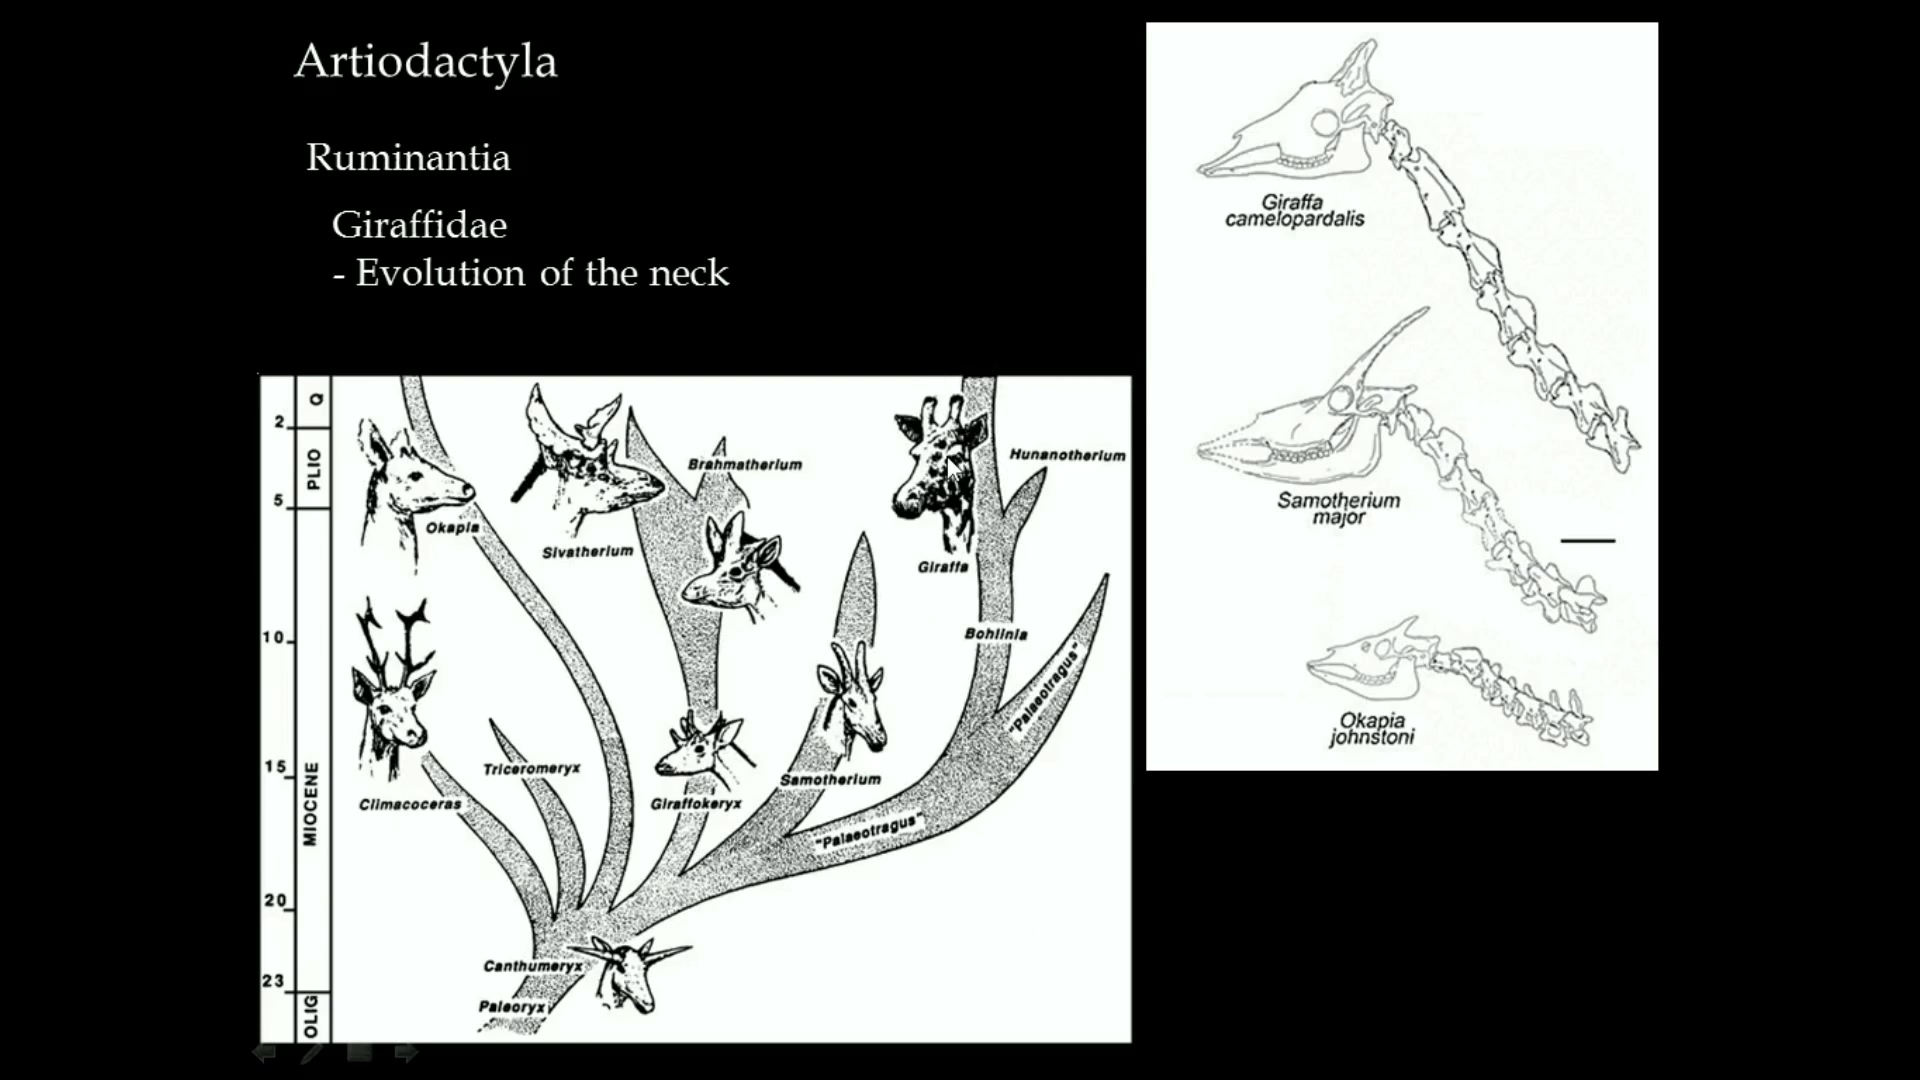 Artiodactyla
Ruminantia
Giraffidae
- Evolution of the neck
Q
2
PLIO
5
10
15
MIOCENE
20
23
OLIG
Okapia
Sivatherium
Brahmatherium
Giraffa
Hunanotherium
Bohlinia
"Palaeotragus"
Climacoceras
Triceromeryx
Giraffokeryx
Samotherium
"Palaeotragus"
Canthumeryx
Paleoryx
Giraffa
camelopardalis
Samotherium
major
Okapia
johnstoni